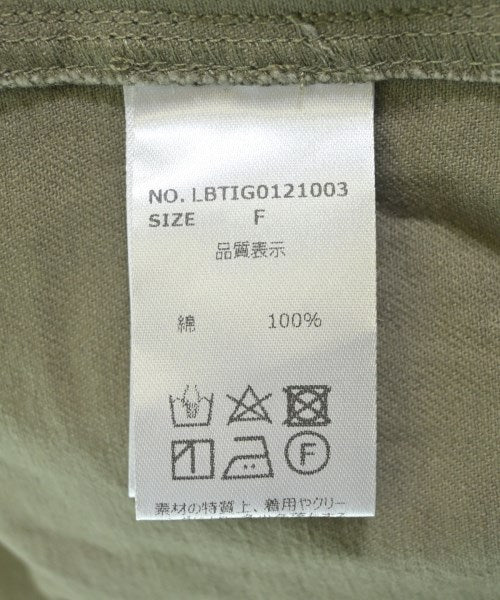 NO. LBTIG0121003
SIZE F
品質表示
綿 100%
F
素材の特質上、着用やクリー